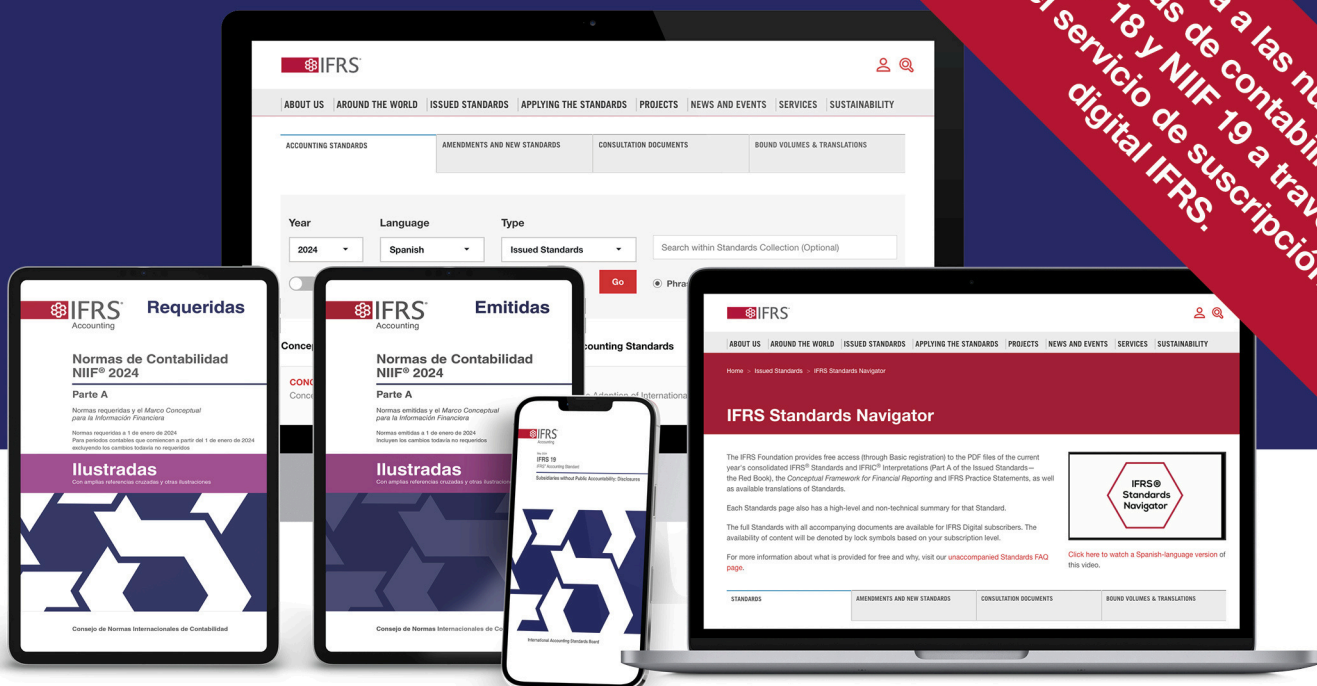 IFRS
ABOUT US
AROUND THE WORLD
ISSUED STANDARDS
APPLYING THE STANDARDS
PROJECTS
NEWS AND EVENTS
SERVICES
SUSTAINABILITY
ACCOUNTING STANDARDS
AMENDMENTS AND NEW STANDARDS
CONSULTATION DOCUMENTS
BOUND VOLUMES & TRANSLATIONS
Year
Language
Type
2024
Spanish
Issued Standards
Search within Standards Collection (Optional)
Go
counting Standards
a las
de
18 y NIIF 19 a
el servicio de suscripción
digital IFRS.
IFRS
Accounting
Requeridas
Normas de Contabilidad
NIIF® 2024
Parte A
Normas requeridas y el Marco Conceptual
para la Información Financiera
Normas requeridas a 1 de enero de 2024
Para periodos contables que comiencen a partir del 1 de enero de 2024
excluyendo los cambios todavía no requeridos
Ilustradas
Con amplias referencias cruzadas y otras ilustraciones
Consejo de Normas Internacionales de Contabilidad
IFRS
Accounting
Emitidas
Normas de Contabilidad
NIIF® 2024
Parte A
Normas emitidas y el Marco Conceptual
para la Información Financiera
Normas emitidas a 1 de enero de 2024
Incluyen los cambios todavía no requeridos
Ilustradas
Con amplias referencias cruzadas y otras
Consejo de Normas Internacionales de
IFRS
Accounting
IFRS 19
IFRS® Accounting Standard
Subsidiaries without Public Accountability: Disclosures
International Accounting Standards Board
IFRS
ABOUT US
AROUND THE WORLD
ISSUED STANDARDS
APPLYING THE STANDARDS
PROJECTS
NEWS AND EVENTS
SERVICES
SUSTAINABILITY
Home > Issued Standards > IFRS Standards Navigator
IFRS Standards Navigator
The IFRS Foundation provides free access (through Basic registration) to the PDF files of the current
year's consolidated IFRS® Standards and IFRIC® Interpretations (Part A of the Issued Standards—
the Red Book), the Conceptual Framework for Financial Reporting and IFRS Practice Statements, as well
as available translations of Standards.
Each Standards page also has a high-level and non-technical summary for that Standard.
The full Standards with all accompanying documents are available for IFRS Digital subscribers. The
availability of content will be denoted by lock symbols based on your subscription level.
For more information about what is provided for free and why, visit our unaccompanied Standards FAQ
page.
IFRS®
Standards
Navigator
Click here to watch a Spanish-language version of
this video.
STANDARDS
AMENDMENTS AND NEW STANDARDS
CONSULTATION DOCUMENTS
BOUND VOLUMES & TRANSLATIONS